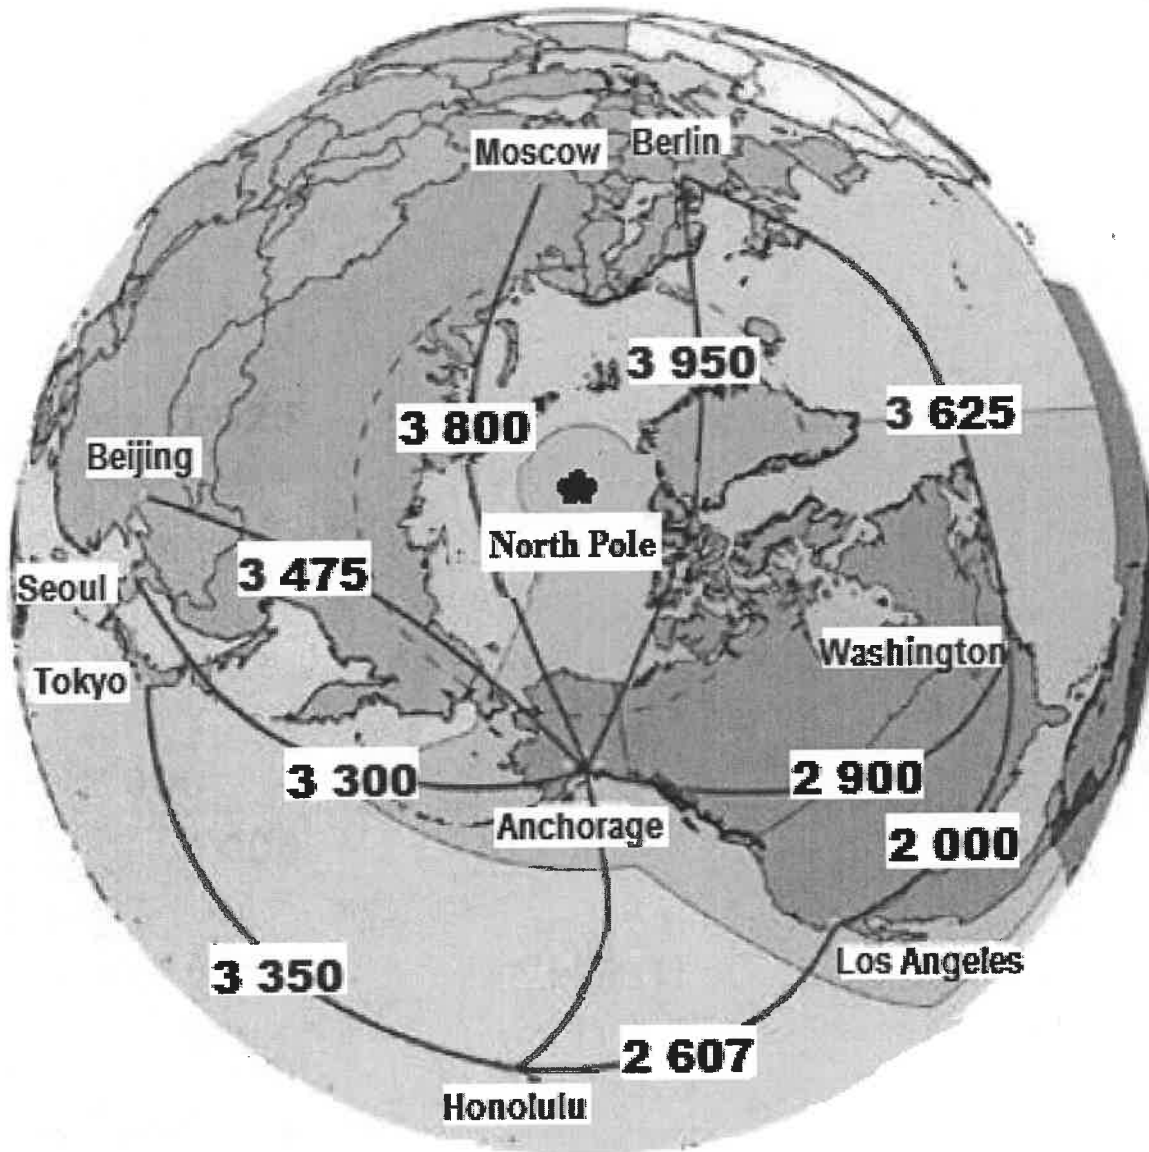 Moscow
Berlin
3 950
3 800
3 625
Beijing
North Pole
3 475
Seoul
Washington
Tokyo
3 300
2 900
Anchorage
2 000
3 350
Los Angeles
2 607
Honolulu